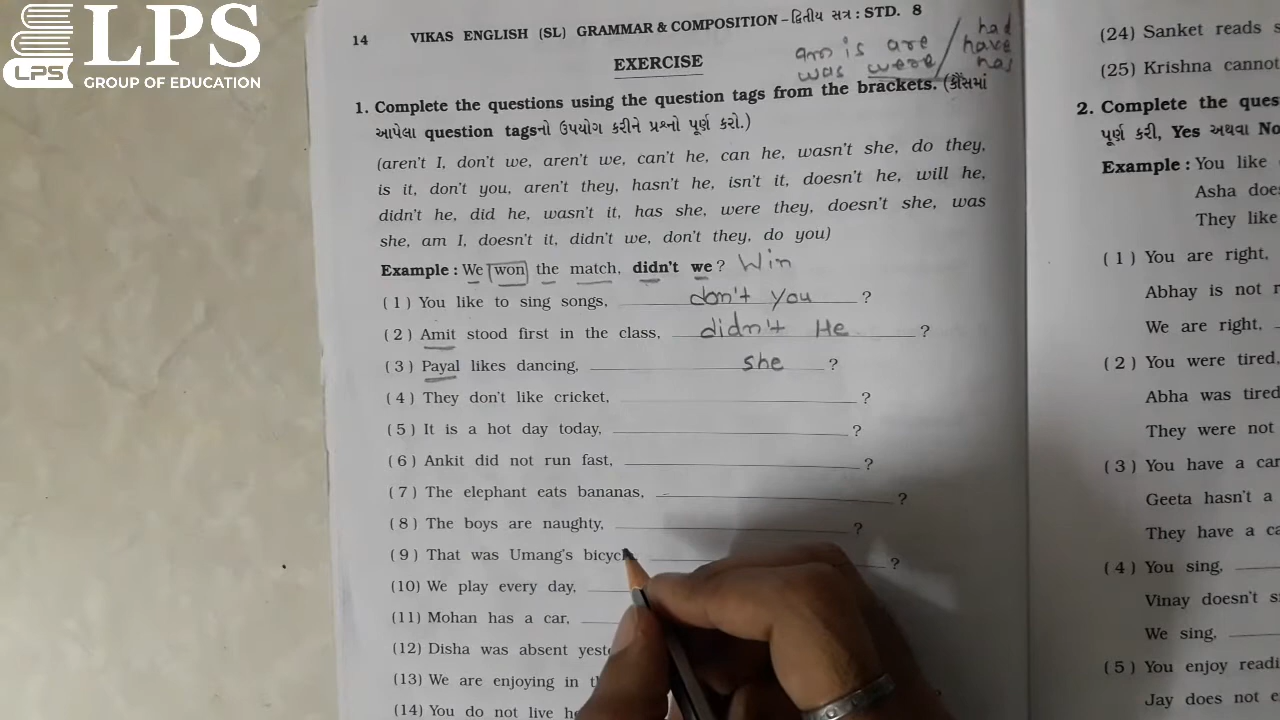 LPS
LPS
GROUP OF EDUCATION
14 VIKAS ENGLISH (SL) GRAMMAR & COMPOSITION – દ્વિતીય સત્ર : STD. 8
am is are / had
was were / have
has
EXERCISE
1. Complete the questions using the question tags from the brackets. (કૌંસમાં
આપેલા question tagsનો ઉપયોગ કરીને પ્રશ્નો પૂર્ણ કરો.)
(aren't I, don't we, aren't we, can't he, can he, wasn't she, do they,
is it, don't you, aren't they, hasn't he, isn't it, doesn't he, will he,
didn't he, did he, wasn't it, has she, were they, doesn't she, was
she, am I, doesn't it, didn't we, don't they, do you)
Example : We won the match, didn't we? Win
(1) You like to sing songs, don't you ?
(2) Amit stood first in the class, didn't He ?
(3) Payal likes dancing, she ?
(4) They don't like cricket, ?
(5) It is a hot day today, ?
(6) Ankit did not run fast, ?
(7) The elephant eats bananas, ?
(8) The boys are naughty, ?
(9) That was Umang's ?
(10) We play every day,
(11) Mohan has a car,
(12) Disha was absent
(13) We are enjoying in
(14) You do not live
(24) Sanket reads
(25) Krishna cannot
2. Complete the
પૂર્ણ કરી, Yes અથવા
Example : You like
Asha
They like
(1) You are right,
Abhay is not
We are right,
(2) You were tired,
Abha was tired
They were not
(3) You have a
Geeta hasn't a
They have a
(4) You sing,
Vinay doesn't
We sing,
(5) You enjoy
Jay does not